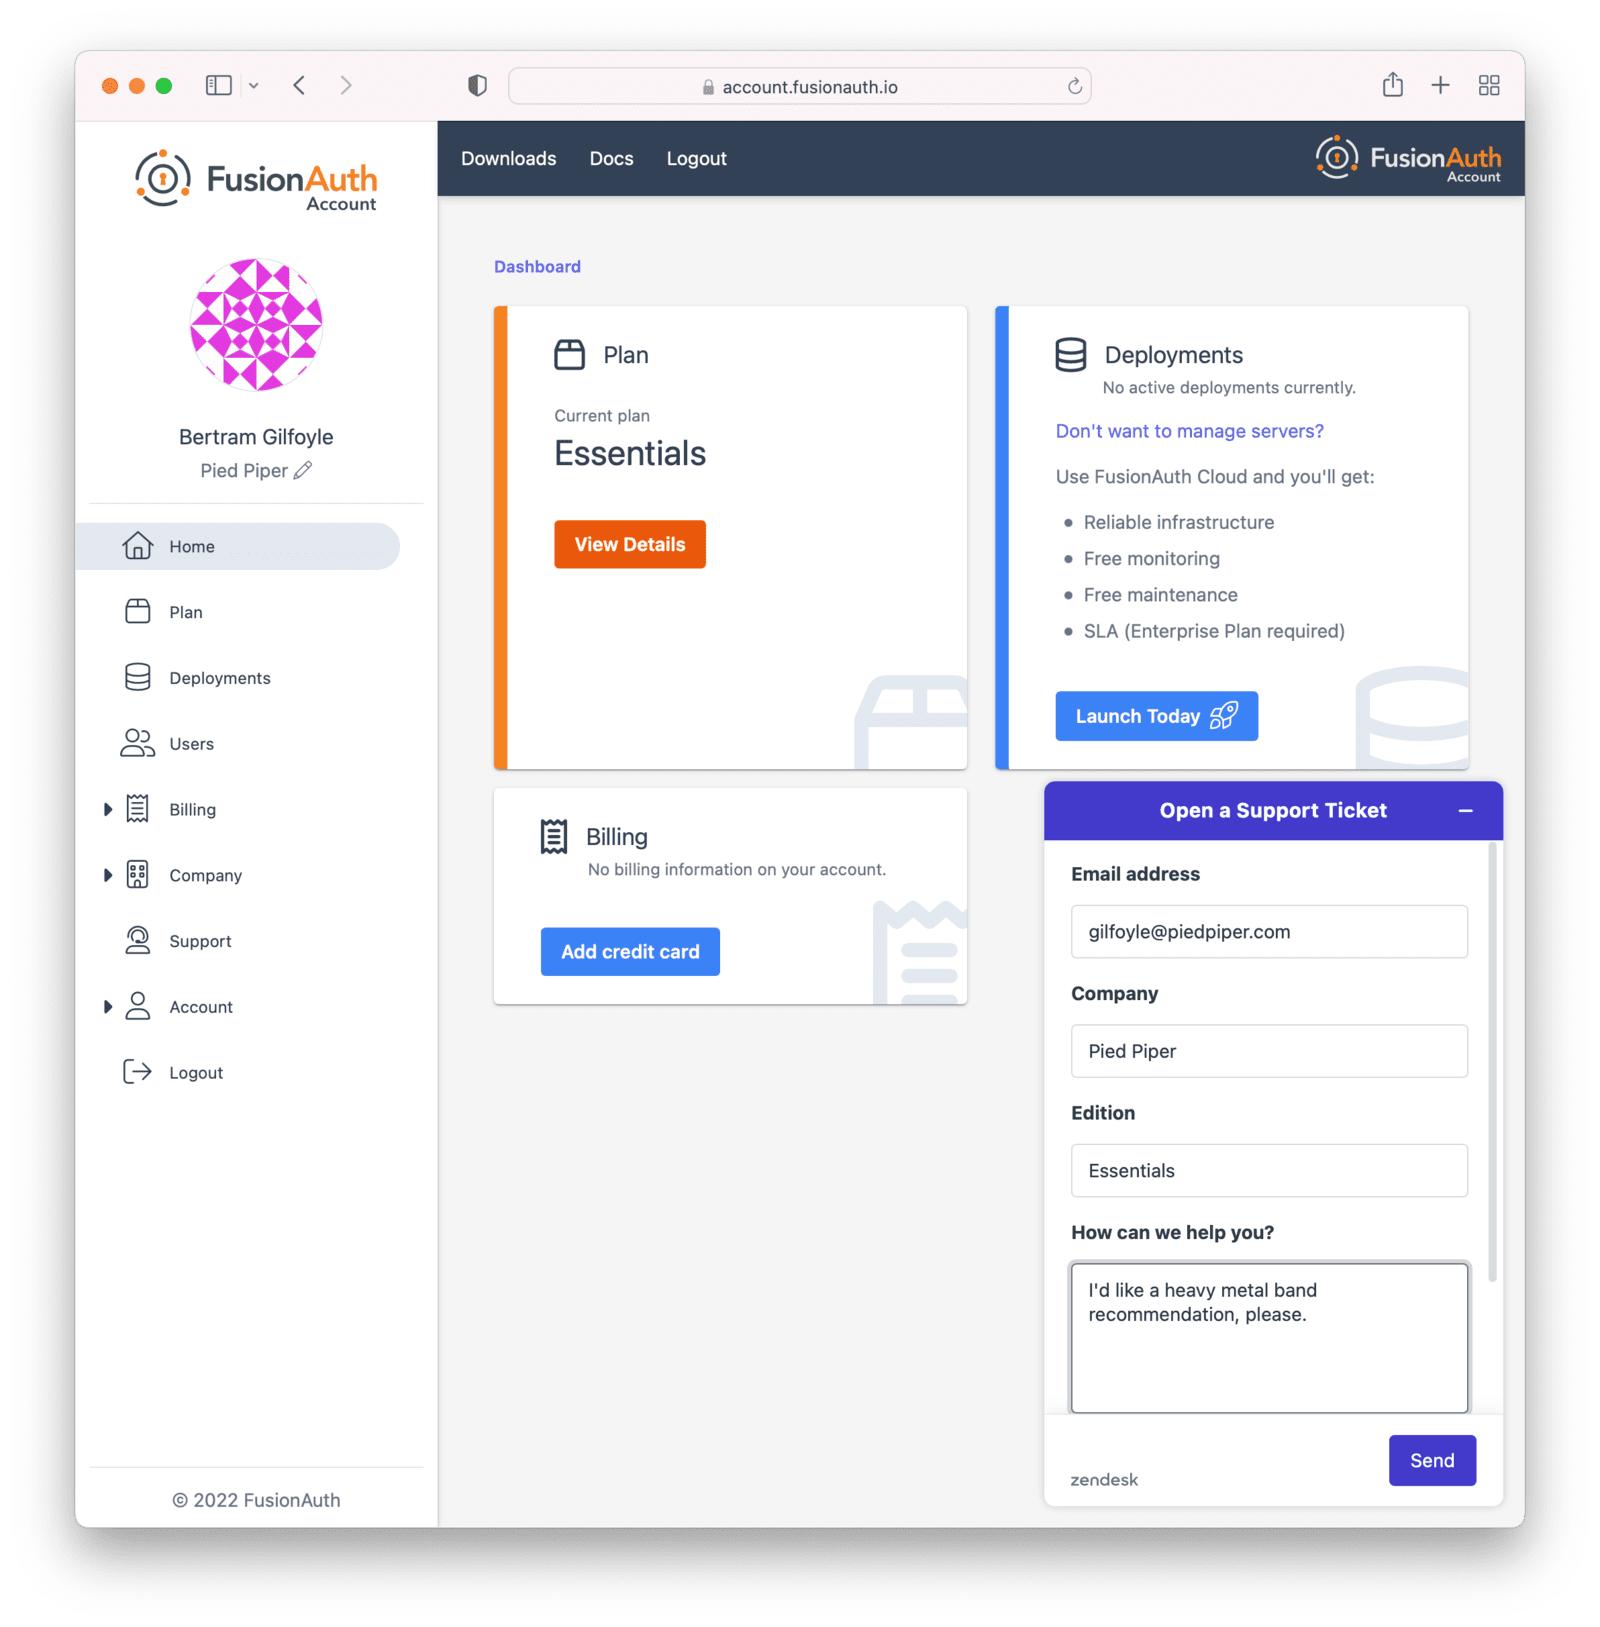 account.fusionauth.io
FusionAuth
Account
Bertram Gilfoyle
Pied Piper
Home
Plan
Deployments
Users
Billing
Company
Support
Account
Logout
© 2022 FusionAuth
Downloads Docs Logout
FusionAuth
Account
Dashboard
Plan
Current plan
Essentials
View Details
Deployments
No active deployments currently.
Don't want to manage servers?
Use FusionAuth Cloud and you'll get:
Reliable infrastructure
Free monitoring
Free maintenance
SLA (Enterprise Plan required)
Launch Today
Billing
No billing information on your account.
Add credit card
Open a Support Ticket
Email address
gilfoyle@piedpiper.com
Company
Pied Piper
Edition
Essentials
How can we help you?
I'd like a heavy metal band
recommendation, please.
zendesk
Send